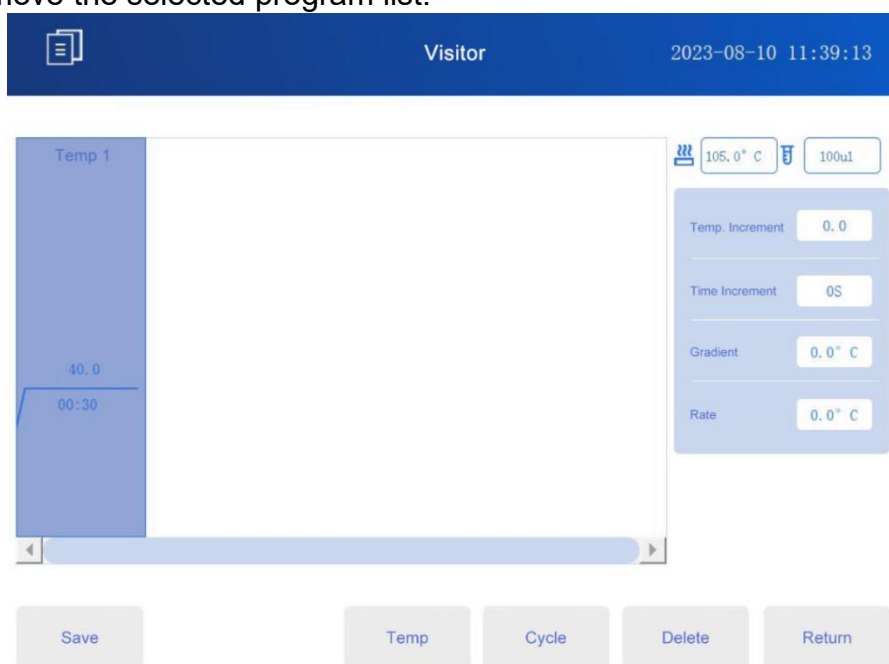 move the selected program list.
Visitor
2023-08-10 11:39:13
Temp 1
40.0
00:30
105.0° C
100ul
Temp. Increment
0.0
Time Increment
0S
Gradient
0.0° C
Rate
0.0° C
Save
Temp
Cycle
Delete
Return